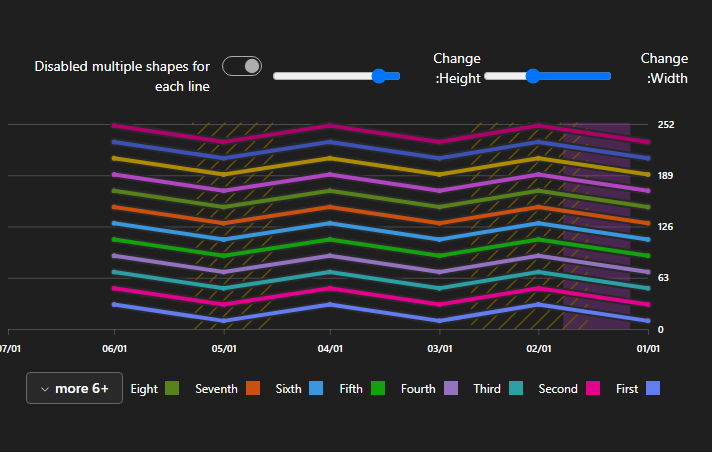 Change :Width
Change :Height
Disabled multiple shapes for
each line
252
189
126
63
0
7/01
06/01
05/01
04/01
03/01
02/01
01/01
more 6+
Eight
Seventh
Sixth
Fifth
Fourth
Third
Second
First